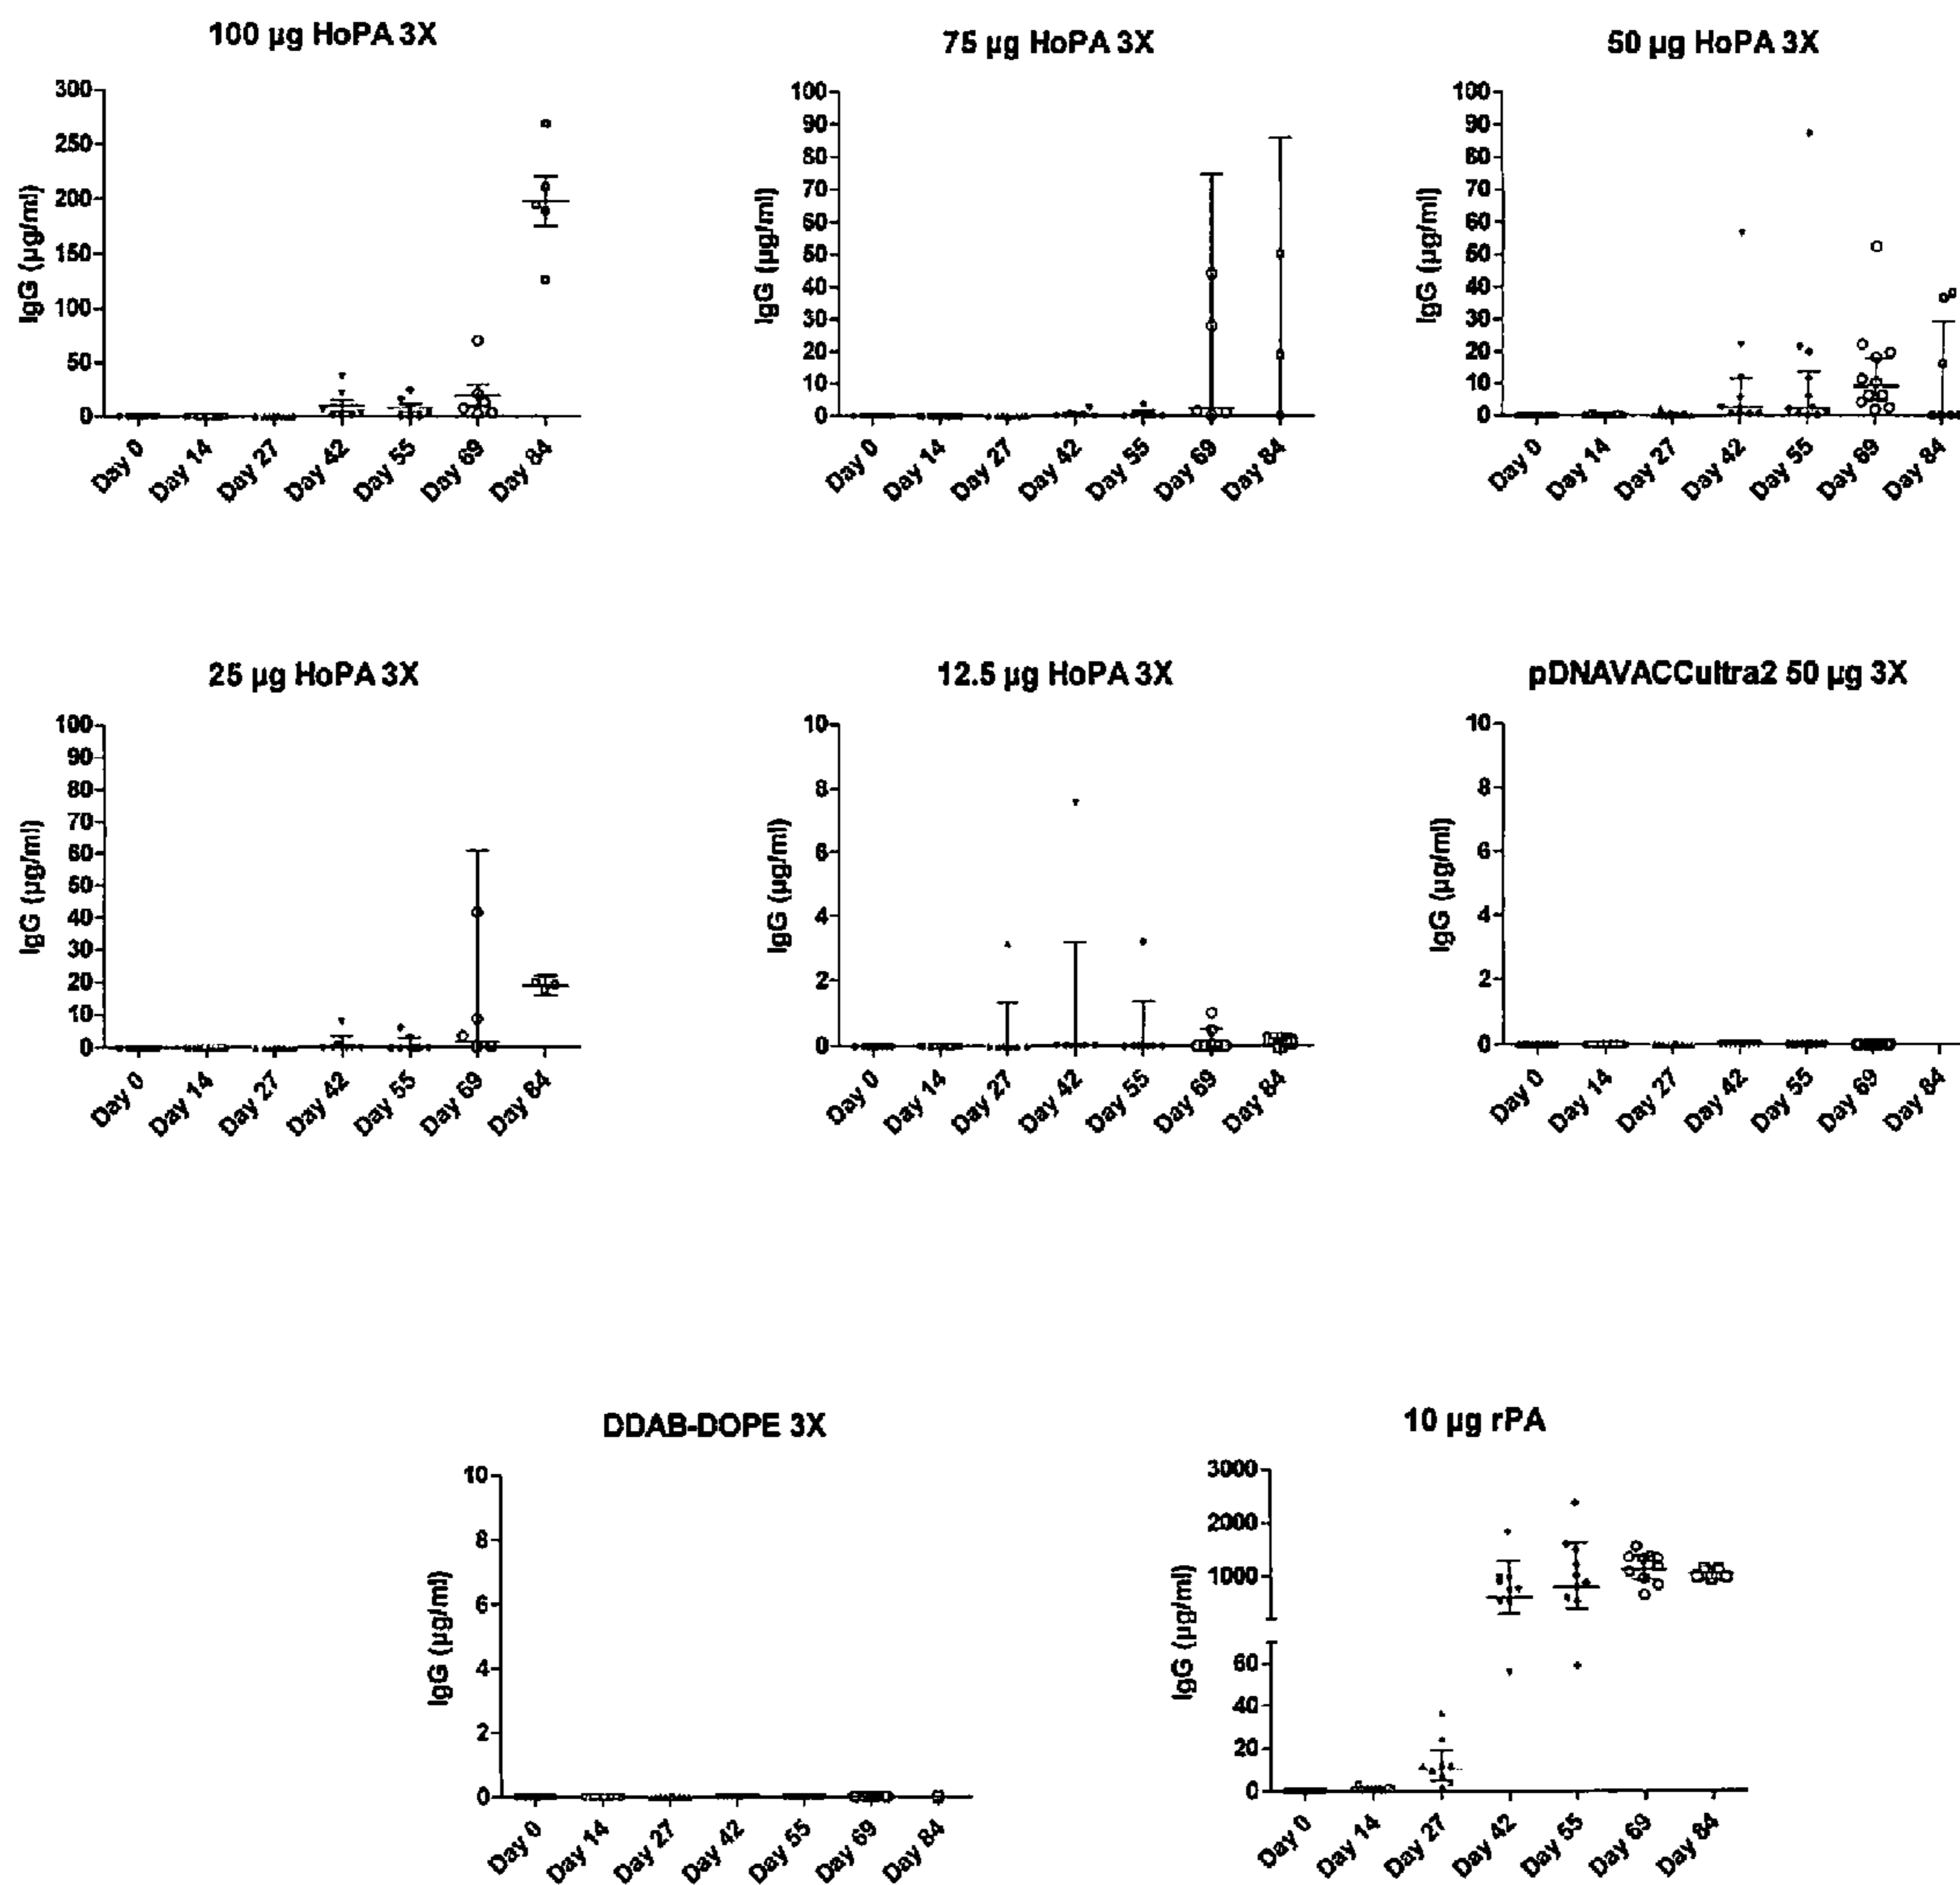 100 µg HoPA 3X
IgG (µg/ml)
300
250
200
150
100
50
0
Day 0
Day 14
Day 27
Day 42
Day 55
Day 69
Day 84
75 µg HoPA 3X
IgG (µg/ml)
100
90
80
70
60
50
40
30
20
10
0
Day 0
Day 14
Day 27
Day 42
Day 55
Day 69
Day 84
50 µg HoPA 3X
IgG (µg/ml)
100
90
80
70
60
50
40
30
20
10
0
Day 0
Day 14
Day 27
Day 42
Day 55
Day 69
Day 84
25 µg HoPA 3X
IgG (µg/ml)
100
90
80
70
60
50
40
30
20
10
0
Day 0
Day 14
Day 27
Day 42
Day 55
Day 69
Day 84
12.5 µg HoPA 3X
IgG (µg/ml)
10
8
6
4
2
0
Day 0
Day 14
Day 27
Day 42
Day 55
Day 69
Day 84
pDNAVACCultra2 50 µg 3X
IgG (µg/ml)
10
8
6
4
2
0
Day 0
Day 14
Day 27
Day 42
Day 55
Day 69
Day 84
DDAB-DOPE 3X
IgG (µg/ml)
10
8
6
4
2
0
Day 0
Day 14
Day 27
Day 42
Day 55
Day 69
Day 84
10 µg rPA
IgG (µg/ml)
3000
2000
1000
60
40
20
0
Day 0
Day 14
Day 27
Day 42
Day 55
Day 69
Day 84